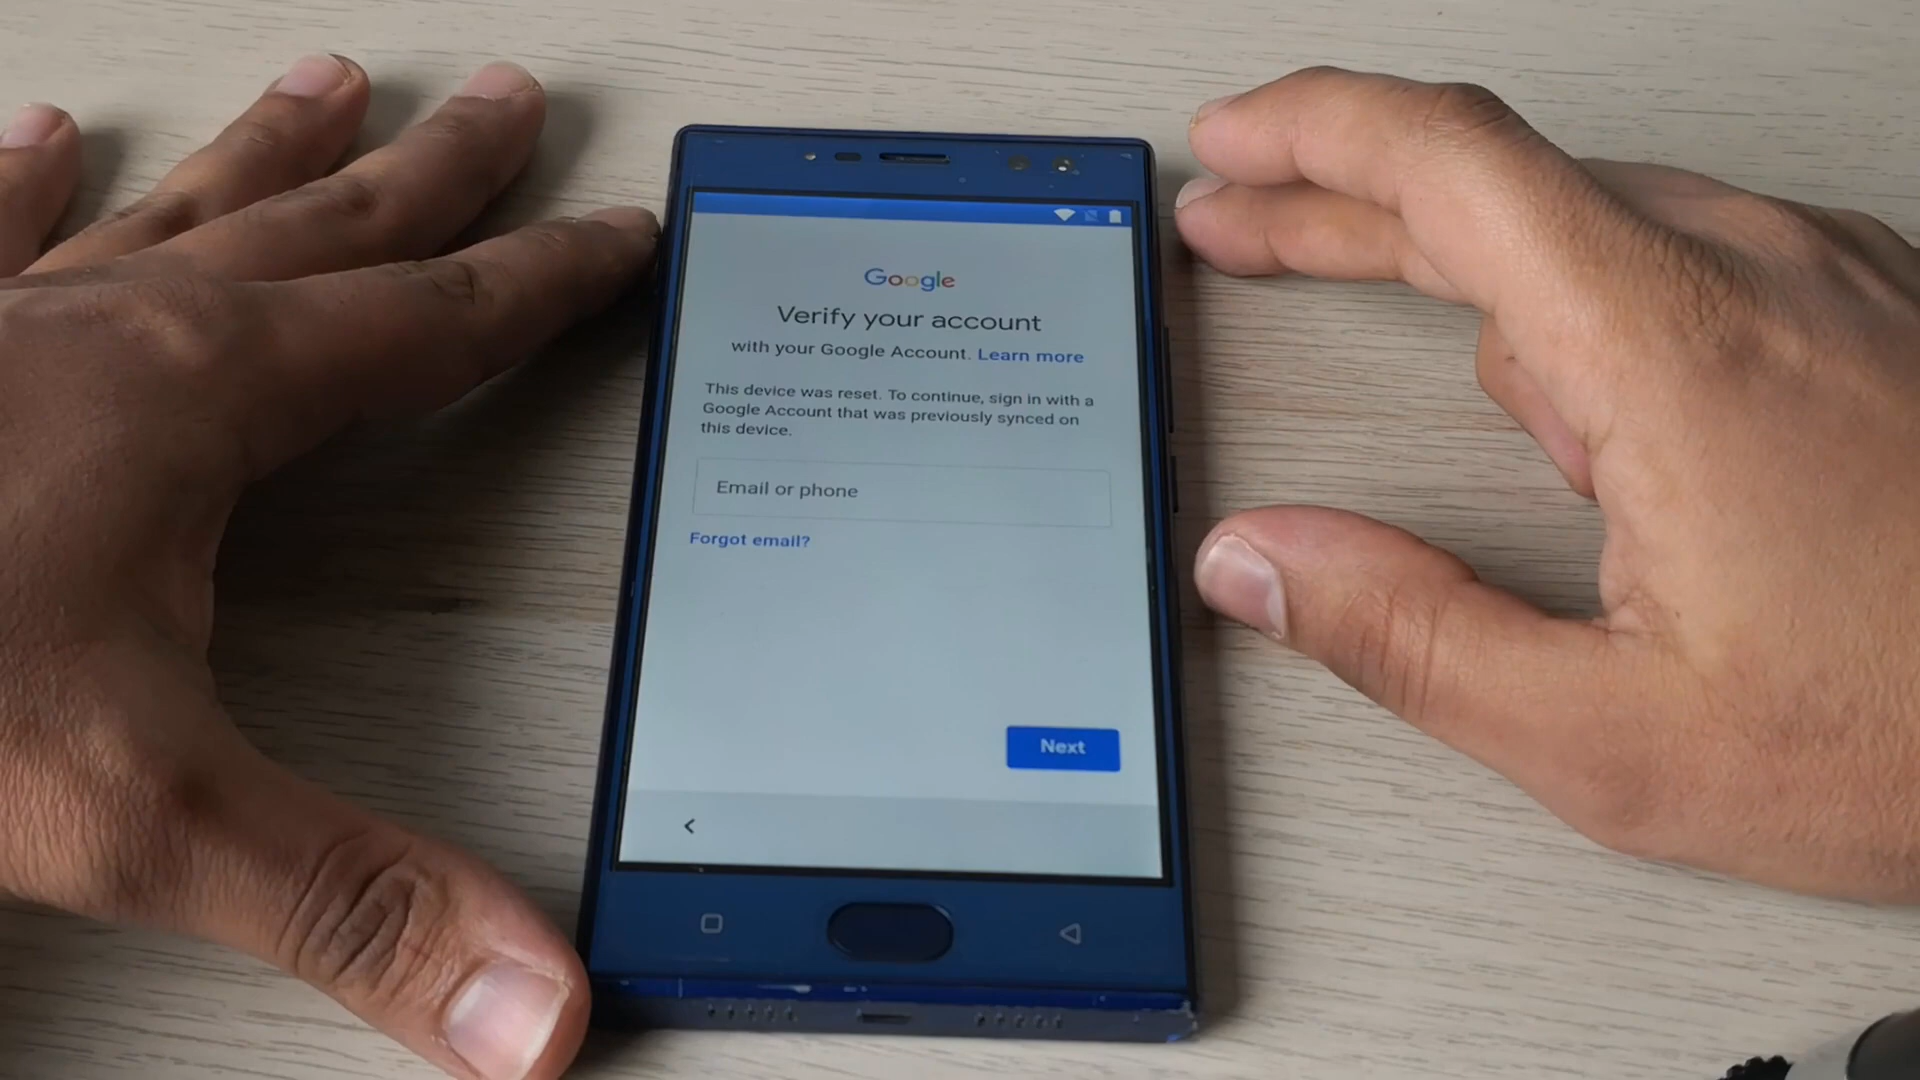 Google
Verify your account
with your Google Account. Learn more
This device was reset. To continue, sign in with a
Google Account that was previously synced on
this device.
Email or phone
Forgot email?
Next